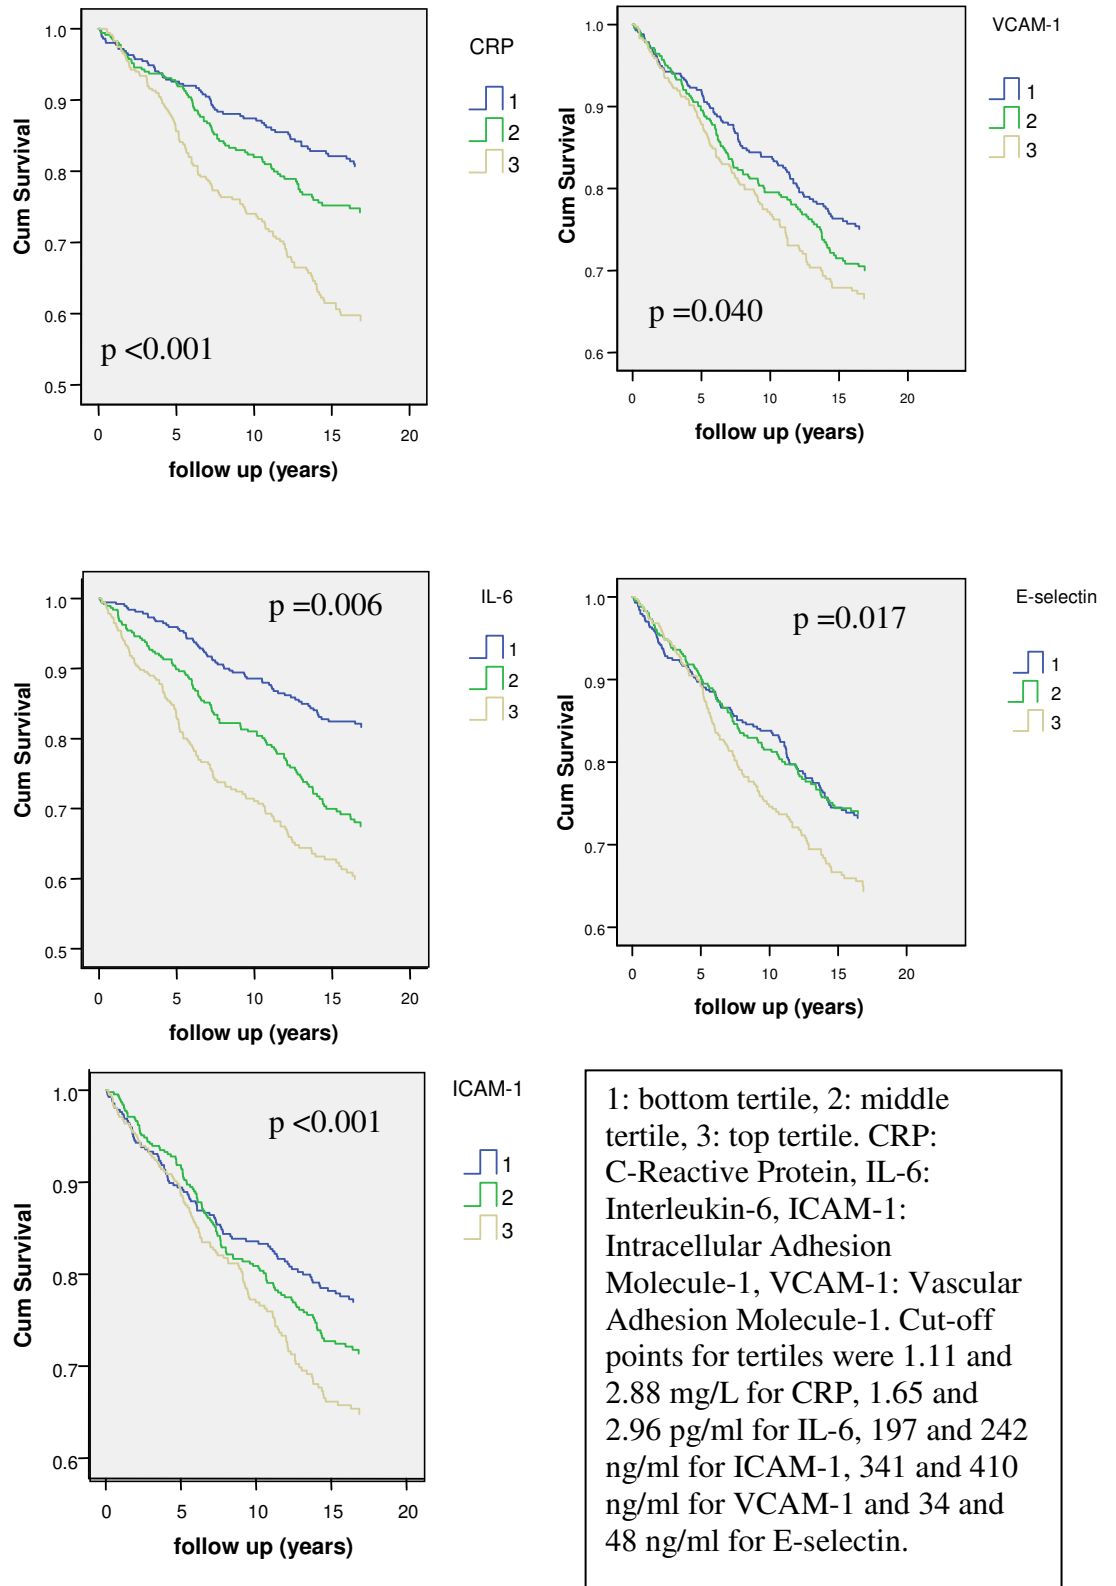 CRP
1
2
3
1.0
0.9
0.8
0.7
0.6
0.5
Cum Survival
p <0.001
0 5 10 15 20
follow up (years)
VCAM-1
1
2
3
1.0
0.9
0.8
0.7
0.6
Cum Survival
p =0.040
0 5 10 15 20
follow up (years)
IL-6
1
2
3
1.0
0.9
0.8
0.7
0.6
0.5
Cum Survival
p =0.006
0 5 10 15 20
follow up (years)
E-selectin
1
2
3
1.0
0.9
0.8
0.7
0.6
Cum Survival
p =0.017
0 5 10 15 20
follow up (years)
ICAM-1
1
2
3
1.0
0.9
0.8
0.7
0.6
Cum Survival
p <0.001
0 5 10 15 20
follow up (years)
1: bottom tertile, 2: middle
tertile, 3: top tertile. CRP:
C-Reactive Protein, IL-6:
Interleukin-6, ICAM-1:
Intracellular Adhesion
Molecule-1, VCAM-1: Vascular
Adhesion Molecule-1. Cut-off
points for tertiles were 1.11 and
2.88 mg/L for CRP, 1.65 and
2.96 pg/ml for IL-6, 197 and 242
ng/ml for ICAM-1, 341 and 410
ng/ml for VCAM-1 and 34 and
48 ng/ml for E-selectin.